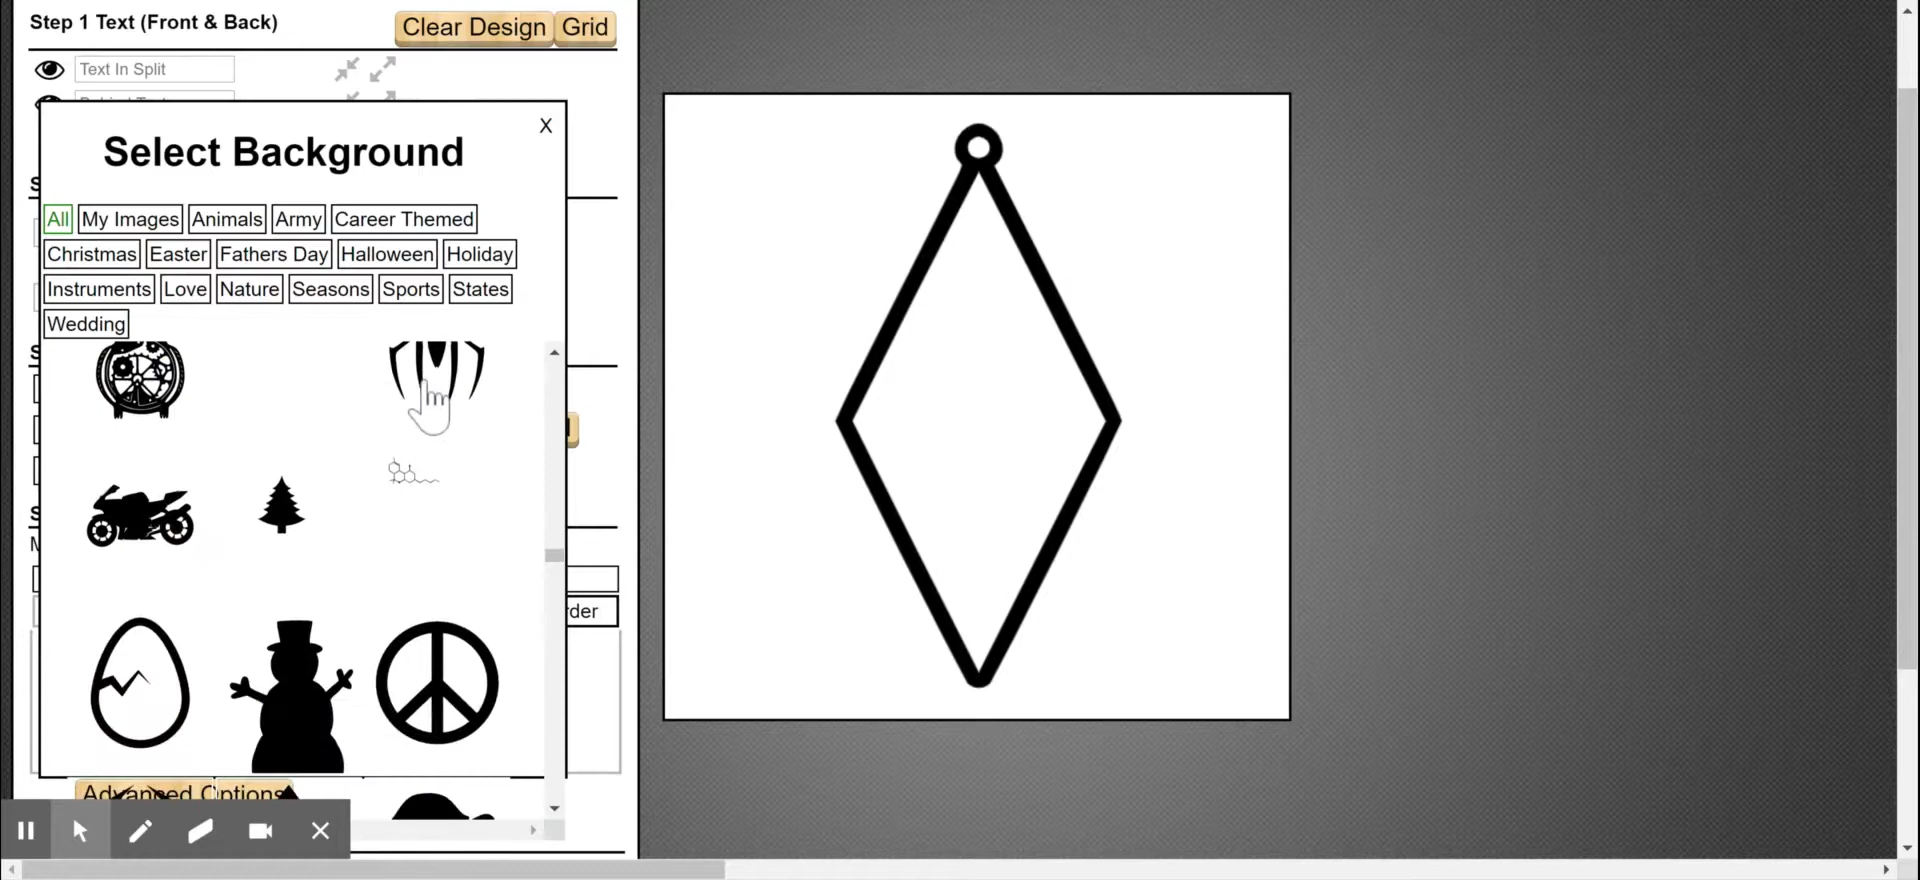 Step 1 Text (Front & Back)
Clear Design Grid
Text In Split
X
Select Background
All My Images Animals Army Career Themed
Christmas Easter Fathers Day Halloween Holiday
Instruments Love Nature Seasons Sports States
Wedding
Advanced Options